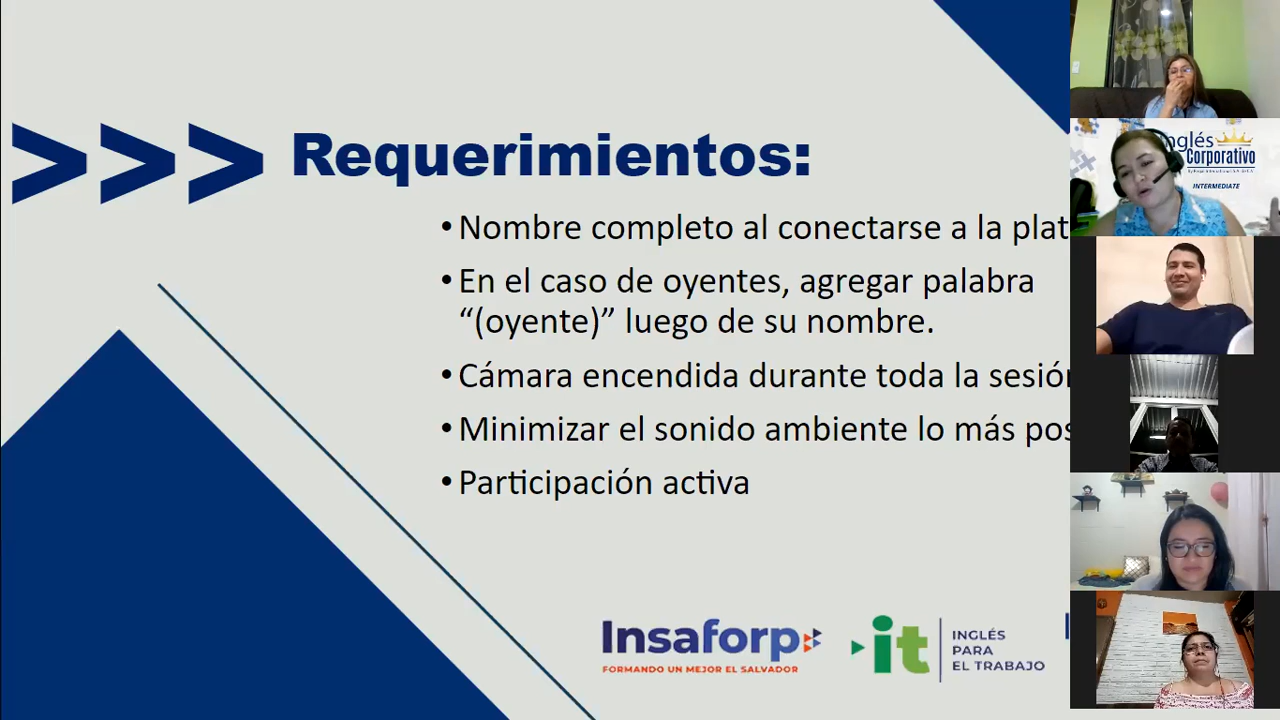 >>> Requerimientos:
• Nombre completo al conectarse a la plat
• En el caso de oyentes, agregar palabra
“(oyente)” luego de su nombre.
• Cámara encendida durante toda la sesión
• Minimizar el sonido ambiente lo más pos
• Participación activa
Insaforp
FORMANDO UN MEJOR EL SALVADOR
it
INGLÉS
PARA
EL TRABAJO
Inglés
Corporativo
INTERMEDIATE